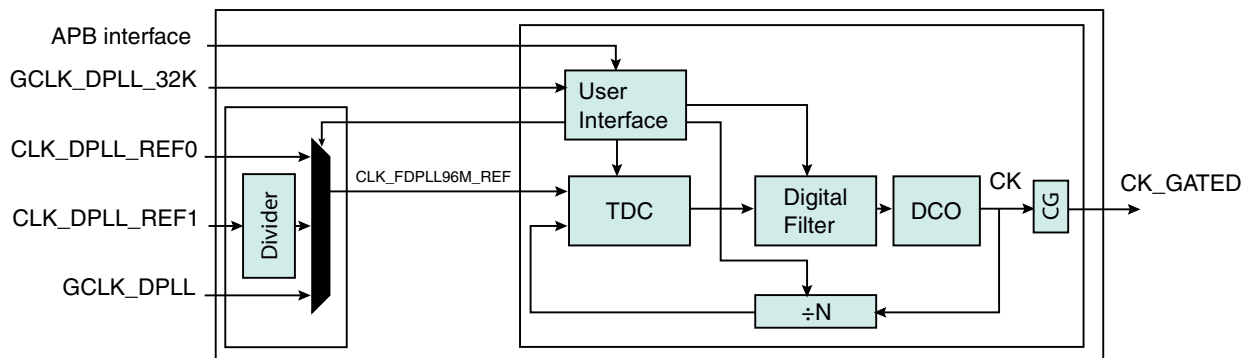 APB interface
GCLK_DPLL_32K
User
Interface
CLK_DPLL_REF0
CLK_FDPLL96M_REF
CK
CK_GATED
CLK_DPLL_REF1
Divider
TDC
Digital
Filter
DCO
CG
GCLK_DPLL
÷N